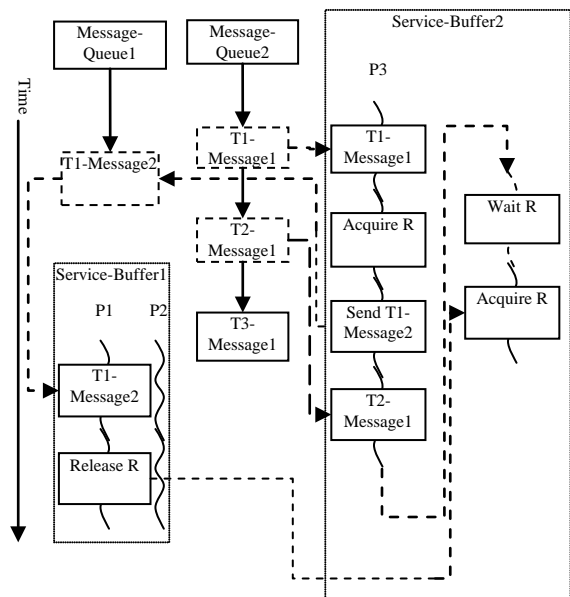 Service-Buffer2
Message-
Queue1
Message-
Queue2
P3
Time
T1-
Message1
T1-
Message1
T1-Message2
Wait R
Acquire R
T2-
Message1
Service-Buffer1
Acquire R
P1
P2
Send T1-
Message2
T3-
Message1
T1-
Message2
T2-
Message1
Release R